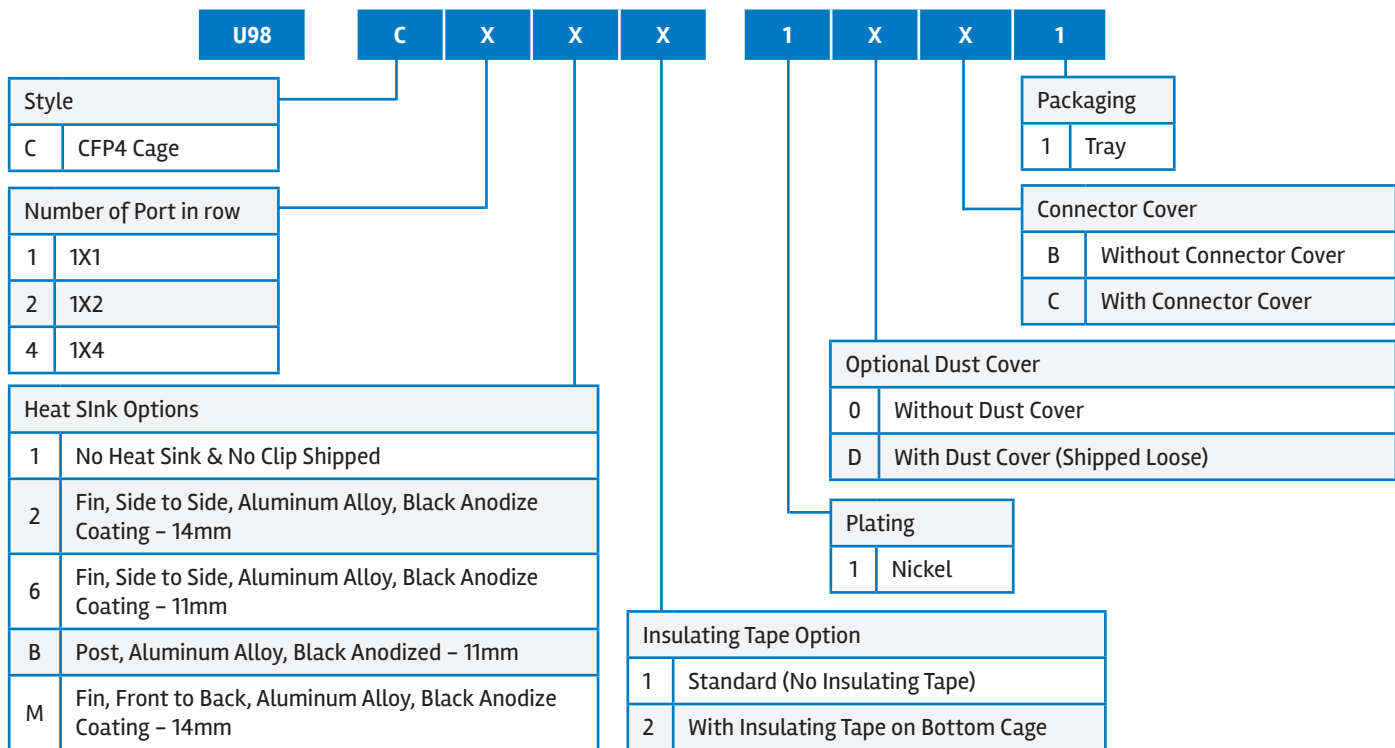 U98 C X X X 1 X X 1
Style
C CFP4 Cage
Number of Port in row
1 1X1
2 1X2
4 1X4
Heat SInk Options
1 No Heat Sink & No Clip Shipped
2 Fin, Side to Side, Aluminum Alloy, Black Anodize
Coating – 14mm
6 Fin, Side to Side, Aluminum Alloy, Black Anodize
Coating – 11mm
B Post, Aluminum Alloy, Black Anodized – 11mm
M Fin, Front to Back, Aluminum Alloy, Black Anodize
Coating – 14mm
Insulating Tape Option
1 Standard (No Insulating Tape)
2 With Insulating Tape on Bottom Cage
Plating
1 Nickel
Optional Dust Cover
0 Without Dust Cover
D With Dust Cover (Shipped Loose)
Connector Cover
B Without Connector Cover
C With Connector Cover
Packaging
1 Tray